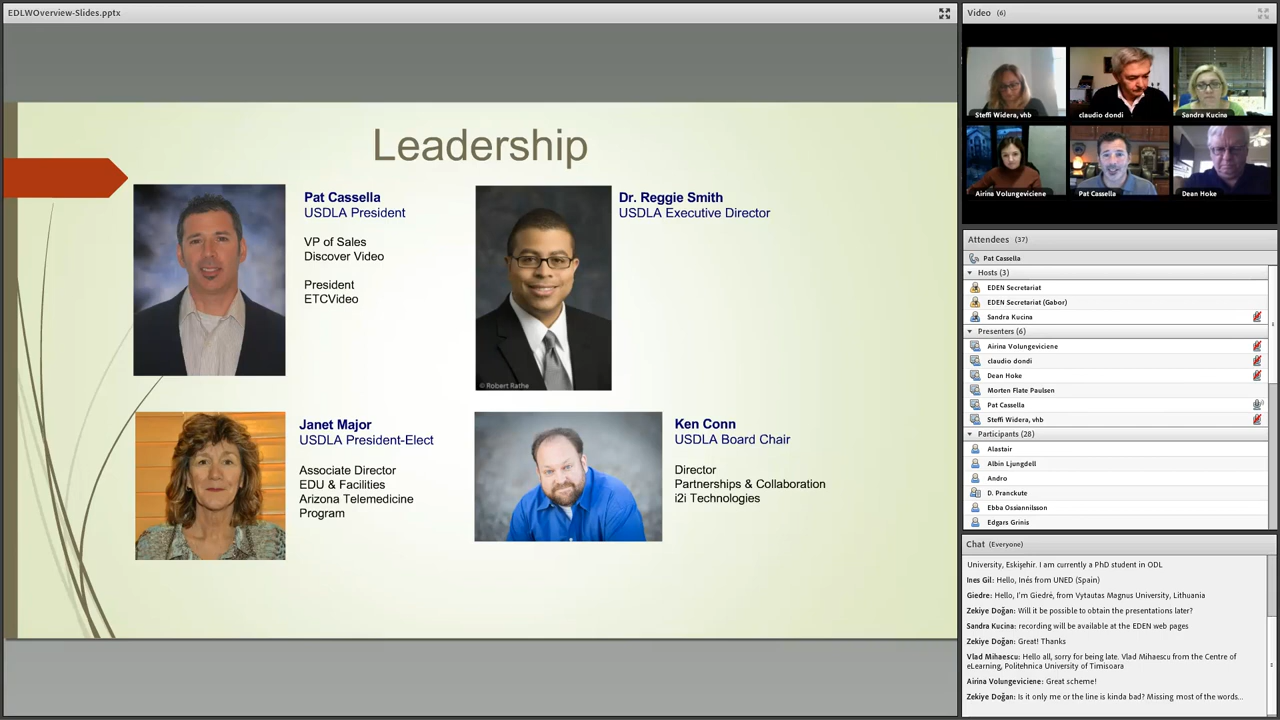 EDLWOverview-Slides.pptx
Leadership
Pat Cassella
USDLA President
VP of Sales
Discover Video
President
ETCVideo
Dr. Reggie Smith
USDLA Executive Director
© Robert Rathe
Janet Major
USDLA President-Elect
Associate Director
EDU & Facilities
Arizona Telemedicine
Program
Ken Conn
USDLA Board Chair
Director
Partnerships & Collaboration
i2i Technologies
Video (6)
Steffi Widera, vhb
claudio dondi
Sandra Kucina
Airina Volungeviciene
Pat Cassella
Dean Hoke
Attendees (37)
Pat Cassella
Hosts (3)
EDEN Secretariat
EDEN Secretariat (Gabor)
Sandra Kucina
Presenters (6)
Airina Volungeviciene
claudio dondi
Dean Hoke
Morten Flate Paulsen
Pat Cassella
Steffi Widera, vhb
Participants (28)
Alastair
Albin Ljungdell
Andro
D. Pranckute
Ebba Ossiannilsson
Edgars Grinis
Chat (Everyone)
University, Eskişehir. I am currently a PhD student in ODL
Ines Gil: Hello, Inés from UNED (Spain)
Giedre: Hello, I'm Giedrė, from Vytautas Magnus University, Lithuania
Zekiye Doğan: Will it be possible to obtain the presentations later?
Sandra Kucina: recording will be available at the EDEN web pages
Zekiye Doğan: Great! Thanks
Vlad Mihaescu: Hello all, sorry for being late. Vlad Mihaescu from the Centre of
eLearning, Politehnica University of Timisoara
Airina Volungeviciene: Great scheme!
Zekiye Doğan: Is it only me or the line is kinda bad? Missing most of the words...